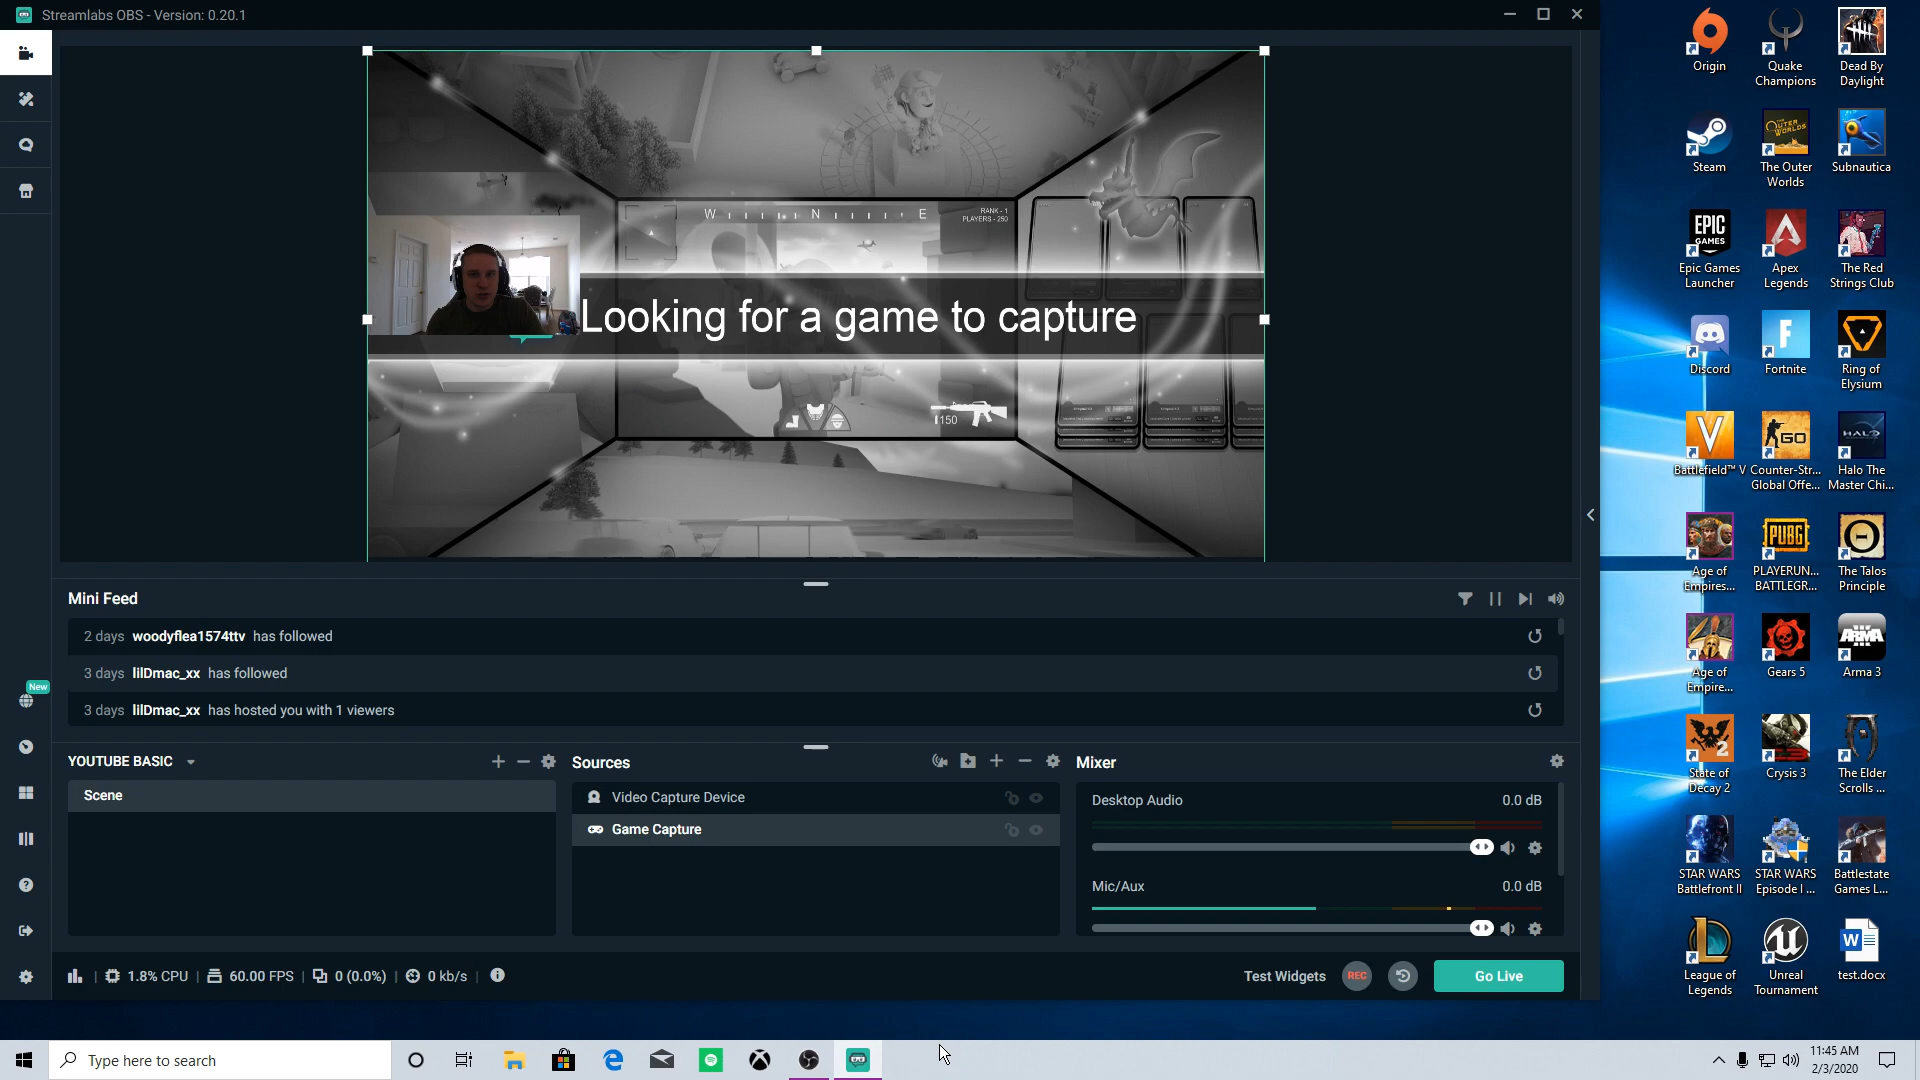 Streamlabs OBS - Version: 0.20.1
W N E
RANK - 1
PLAYERS - 250
Looking for a game to capture
150
Mini Feed
2 days woodyflea1574ttv has followed
3 days lilDmac_xx has followed
3 days lilDmac_xx has hosted you with 1 viewers
New
YOUTUBE BASIC
Scene
Sources
Video Capture Device
Game Capture
Mixer
Desktop Audio 0.0 dB
Mic/Aux 0.0 dB
1.8% CPU
60.00 FPS
0 (0.0%)
0 kb/s
Test Widgets
REC
Go Live
Origin
Quake
Champions
Dead By
Daylight
Steam
THE OUTER WORLDS
The Outer
Worlds
Subnautica
EPIC
GAMES
Epic Games
Launcher
Apex
Legends
The Red
Strings Club
Discord
F
Fortnite
Ring of
Elysium
V
Battlefield™ V
GO
Counter-Str...
Global Offe...
HALO
Halo The
Master Chi...
Age of
Empires...
PUBG
PLAYERUN...
BATTLEGR...
The Talos
Principle
Age of
Empire...
Gears 5
ARMA
Arma 3
2
State of
Decay 2
Crysis 3
The Elder
Scrolls ...
STAR WARS
Battlefront II
STAR WARS
Episode I ...
Battlestate
Games L...
L
League of
Legends
Unreal
Tournament
W
test.docx
Type here to search
11:45 AM
2/3/2020